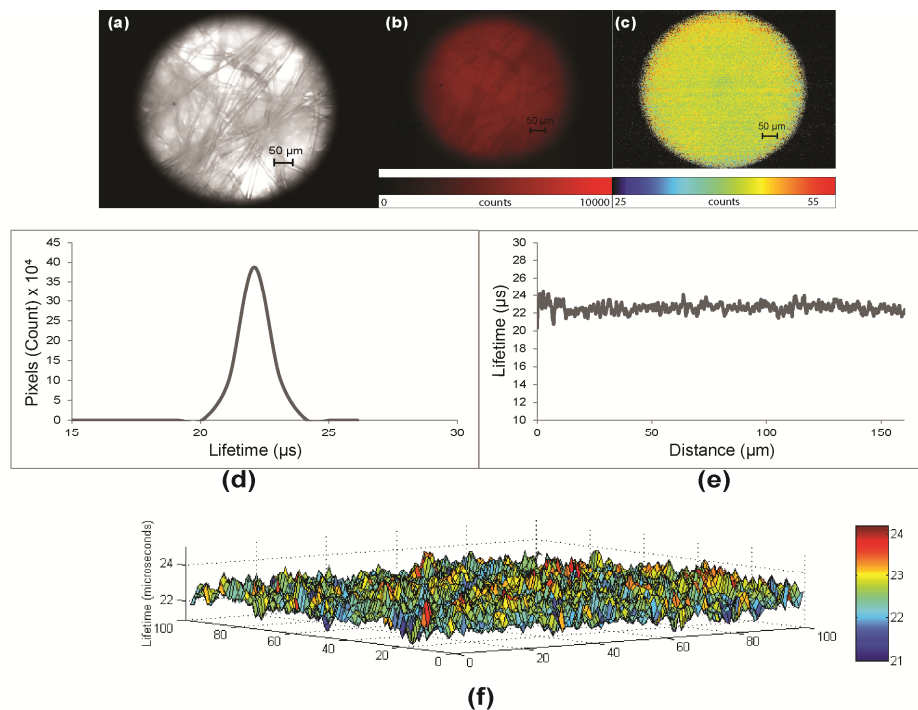 (a)
50 µm
(b)
50 µm
0 counts 10000
(c)
50 µm
25 counts 55
Pixels (Count) x 10⁴
45
40
35
30
25
20
15
10
5
0
15 20 25 30
Lifetime (µs)
(d)
Lifetime (µs)
30
28
26
24
22
20
18
16
14
12
10
0 50 100 150
Distance (µm)
(e)
Lifetime (microseconds)
24
22
100
80
60
40
20
0
0
20
40
60
80
100
24
23
22
21
(f)